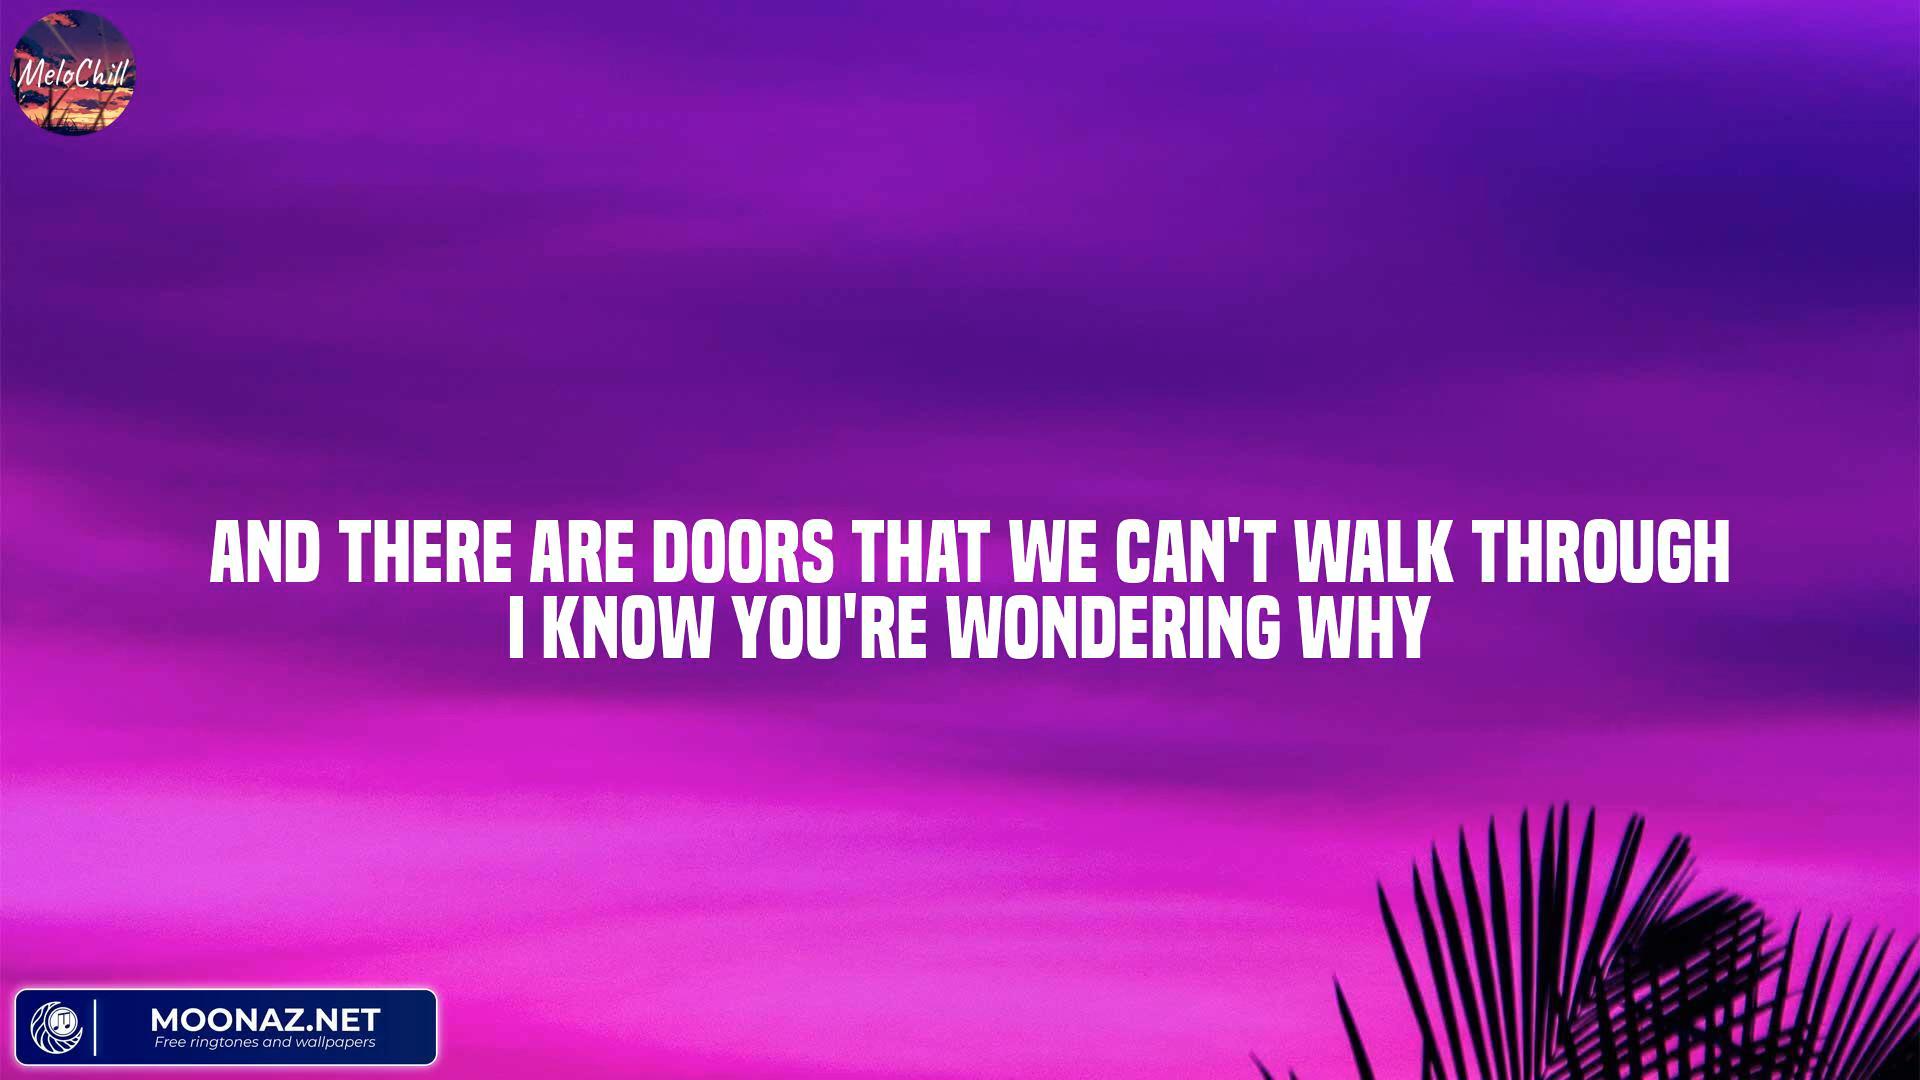 MeloChill
AND THERE ARE DOORS THAT WE CAN'T WALK THROUGH
I KNOW YOU'RE WONDERING WHY
MOONAZ.NET
Free ringtones and wallpapers